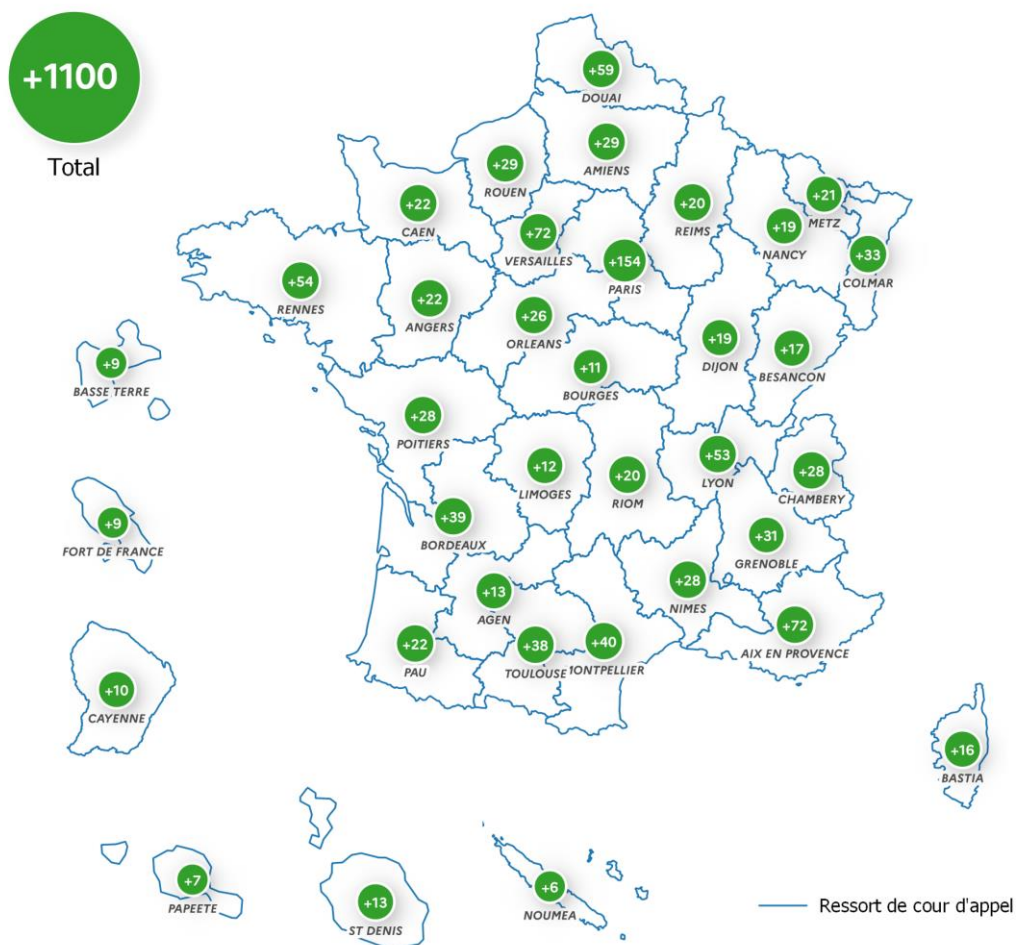 +1100
Total
+59
DOUAI
+29
AMIENS
+29
ROUEN
+22
CAEN
+20
REIMS
+21
METZ
+19
NANCY
+33
COLMAR
+72
VERSAILLES
+154
PARIS
+54
RENNES
+22
ANGERS
+26
ORLEANS
+19
DIJON
+17
BESANCON
+11
BOURGES
+9
BASSE TERRE
+28
POITIERS
+12
LIMOGES
+20
RIOM
+53
LYON
+28
CHAMBERY
+9
FORT DE FRANCE
+39
BORDEAUX
+31
GRENOBLE
+13
AGEN
+28
NIMES
+72
AIX EN PROVENCE
+22
PAU
+38
TOULOUSE
+40
MONTPELLIER
+10
CAYENNE
+16
BASTIA
+7
PAPEETE
+13
ST DENIS
+6
NOUMEA
Ressort de cour d'appel